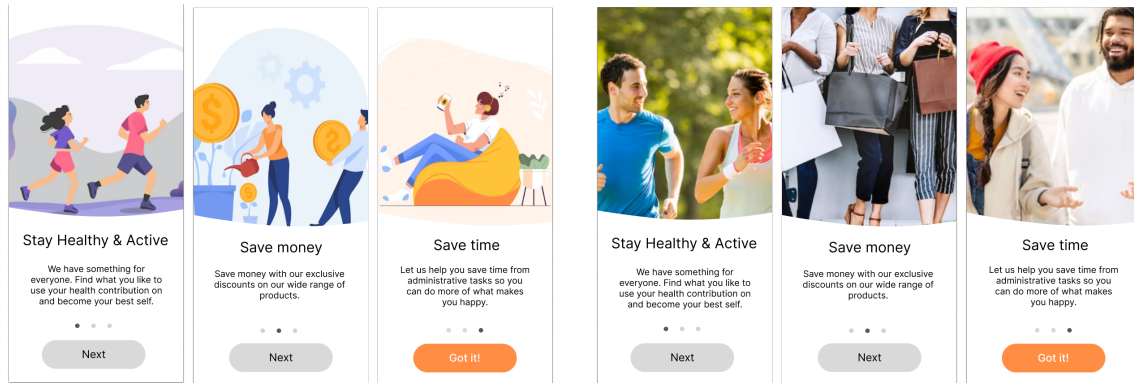 Stay Healthy & Active
We have something for
everyone. Find what you like to
use your health contribution on
and become your best self.
Next
Save money
Save money with our exclusive
discounts on our wide range of
products.
Next
Save time
Let us help you save time from
administrative tasks so you
can do more of what makes
you happy.
Got it!
Stay Healthy & Active
We have something for
everyone. Find what you like to
use your health contribution on
and become your best self.
Next
Save money
Save money with our exclusive
discounts on our wide range of
products.
Next
Save time
Let us help you save time from
administrative tasks so you
can do more of what makes
you happy.
Got it!